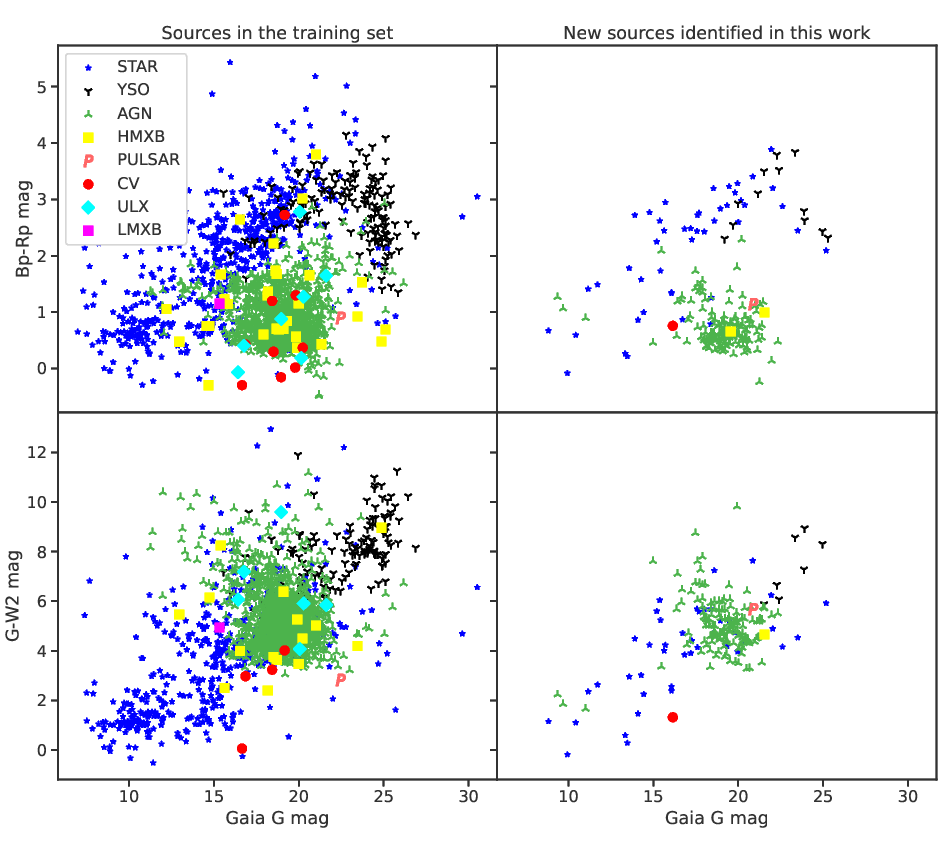 Sources in the training set
New sources identified in this work
STAR
YSO
AGN
HMXB
PULSAR
CV
ULX
LMXB
5
4
3
2
1
0
Bp-Rp mag
P
P
12
10
8
6
4
2
0
G-W2 mag
P
P
10 15 20 25 30
10 15 20 25 30
Gaia G mag
Gaia G mag